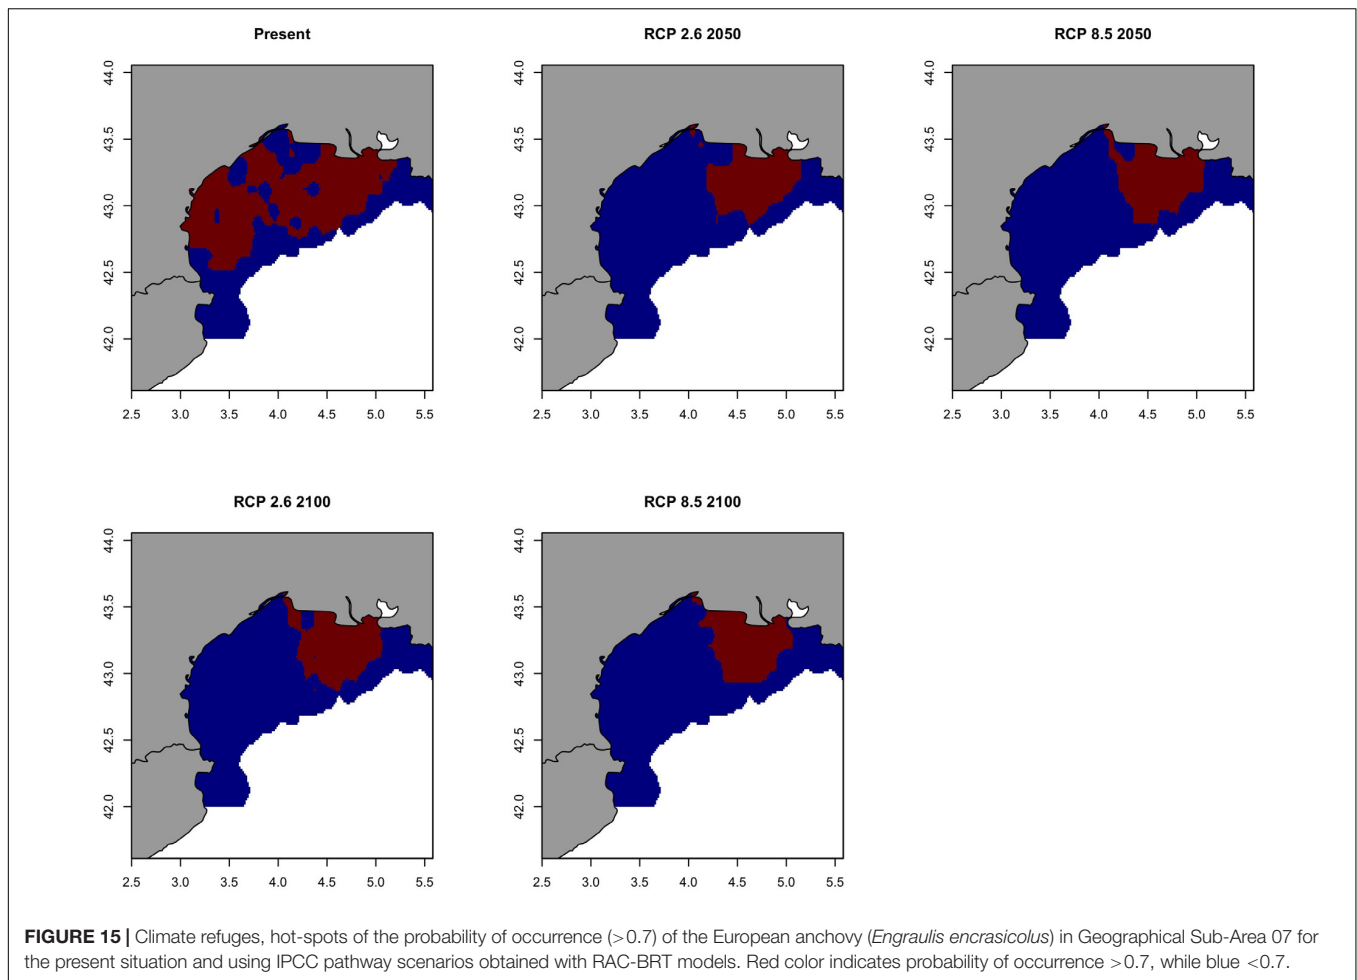 Present
RCP 2.6 2050
RCP 8.5 2050
44.0
43.5
43.0
42.5
42.0
2.5 3.0 3.5 4.0 4.5 5.0 5.5
44.0
43.5
43.0
42.5
42.0
2.5 3.0 3.5 4.0 4.5 5.0 5.5
44.0
43.5
43.0
42.5
42.0
2.5 3.0 3.5 4.0 4.5 5.0 5.5
RCP 2.6 2100
RCP 8.5 2100
44.0
43.5
43.0
42.5
42.0
2.5 3.0 3.5 4.0 4.5 5.0 5.5
44.0
43.5
43.0
42.5
42.0
2.5 3.0 3.5 4.0 4.5 5.0 5.5
FIGURE 15 | Climate refuges, hot-spots of the probability of occurrence (>0.7) of the European anchovy (Engraulis encrasicolus) in Geographical Sub-Area 07 for
the present situation and using IPCC pathway scenarios obtained with RAC-BRT models. Red color indicates probability of occurrence >0.7, while blue <0.7.